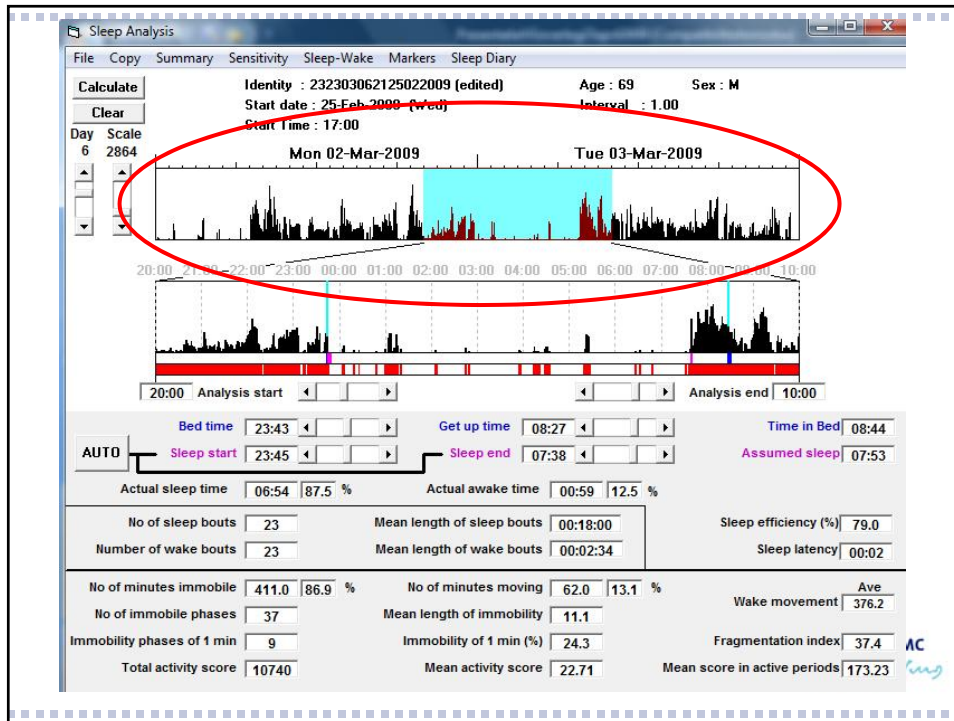 Sleep Analysis
File Copy Summary Sensitivity Sleep-Wake Markers Sleep Diary
Calculate
Clear
Day Scale
6 2864
Identity : 232303062125022009 (edited) Age : 69 Sex : M
Start date : 25-Feb-2009 (Wed) Interval : 1.00
Start Time : 17:00
Mon 02-Mar-2009 Tue 03-Mar-2009
20:00 21:00 22:00 23:00 00:00 01:00 02:00 03:00 04:00 05:00 06:00 07:00 08:00 09:00 10:00
20:00 Analysis start Analysis end 10:00
Bed time 23:43 Get up time 08:27 Time in Bed 08:44
AUTO Sleep start 23:45 Sleep end 07:38 Assumed sleep 07:53
Actual sleep time 06:54 87.5 % Actual awake time 00:59 12.5 %
No of sleep bouts 23 Mean length of sleep bouts 00:18:00 Sleep efficiency (%) 79.0
Number of wake bouts 23 Mean length of wake bouts 00:02:34 Sleep latency 00:02
No of minutes immobile 411.0 86.9 % No of minutes moving 62.0 13.1 % Wake movement Ave 376.2
No of immobile phases 37 Mean length of immobility 11.1
Immobility phases of 1 min 9 Immobility of 1 min (%) 24.3 Fragmentation index 37.4
MC
Total activity score 10740 Mean activity score 22.71 Mean score in active periods 173.23